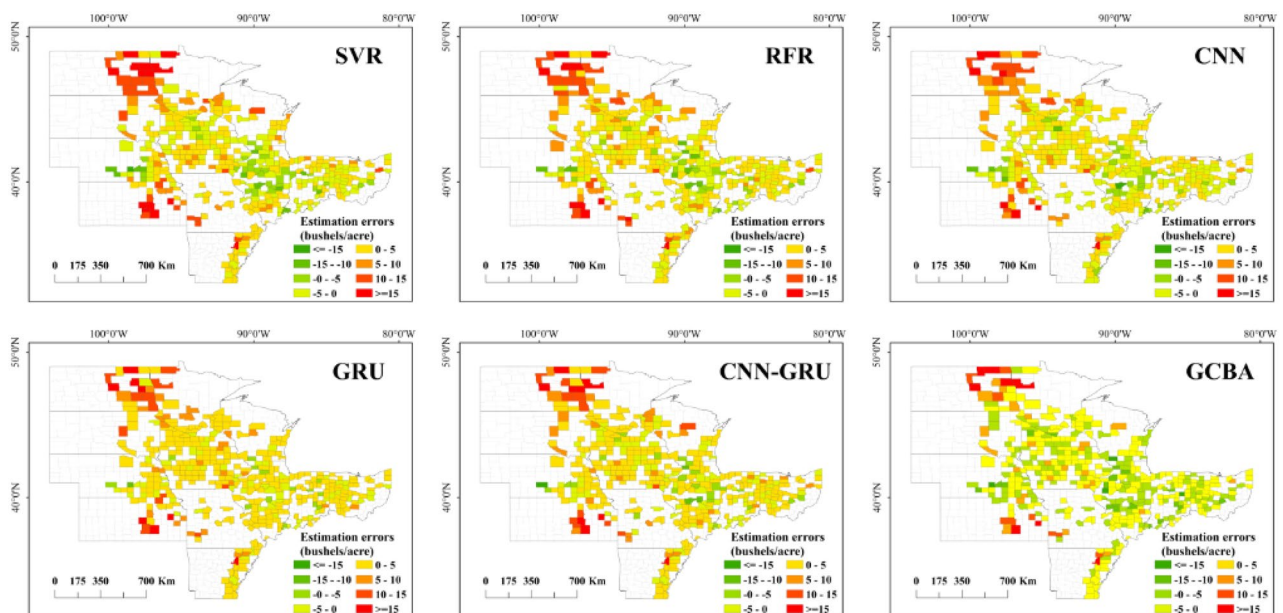 100°0'W 90°0'W 80°0'W
50°0'N
SVR
40°0'N
Estimation errors
(bushels/acre)
<= -15 0 - 5
-15 - -10 5 - 10
-0 - -5 10 - 15
-5 - 0 >=15
0 175 350 700 Km
100°0'W 90°0'W 80°0'W
50°0'N
RFR
40°0'N
Estimation errors
(bushels/acre)
<= -15 0 - 5
-15 - -10 5 - 10
-0 - -5 10 - 15
-5 - 0 >=15
0 175 350 700 Km
100°0'W 90°0'W 80°0'W
50°0'N
CNN
40°0'N
Estimation errors
(bushels/acre)
<= -15 0 - 5
-15 - -10 5 - 10
-0 - -5 10 - 15
-5 - 0 >=15
0 175 350 700 Km
100°0'W 90°0'W 80°0'W
50°0'N
GRU
40°0'N
Estimation errors
(bushels/acre)
<= -15 0 - 5
-15 - -10 5 - 10
-0 - -5 10 - 15
-5 - 0 >=15
0 175 350 700 Km
100°0'W 90°0'W 80°0'W
50°0'N
CNN-GRU
40°0'N
Estimation errors
(bushels/acre)
<= -15 0 - 5
-15 - -10 5 - 10
-0 - -5 10 - 15
-5 - 0 >=15
0 175 350 700 Km
100°0'W 90°0'W 80°0'W
50°0'N
GCBA
40°0'N
Estimation errors
(bushels/acre)
<= -15 0 - 5
-15 - -10 5 - 10
-0 - -5 10 - 15
-5 - 0 >=15
0 175 350 700 Km